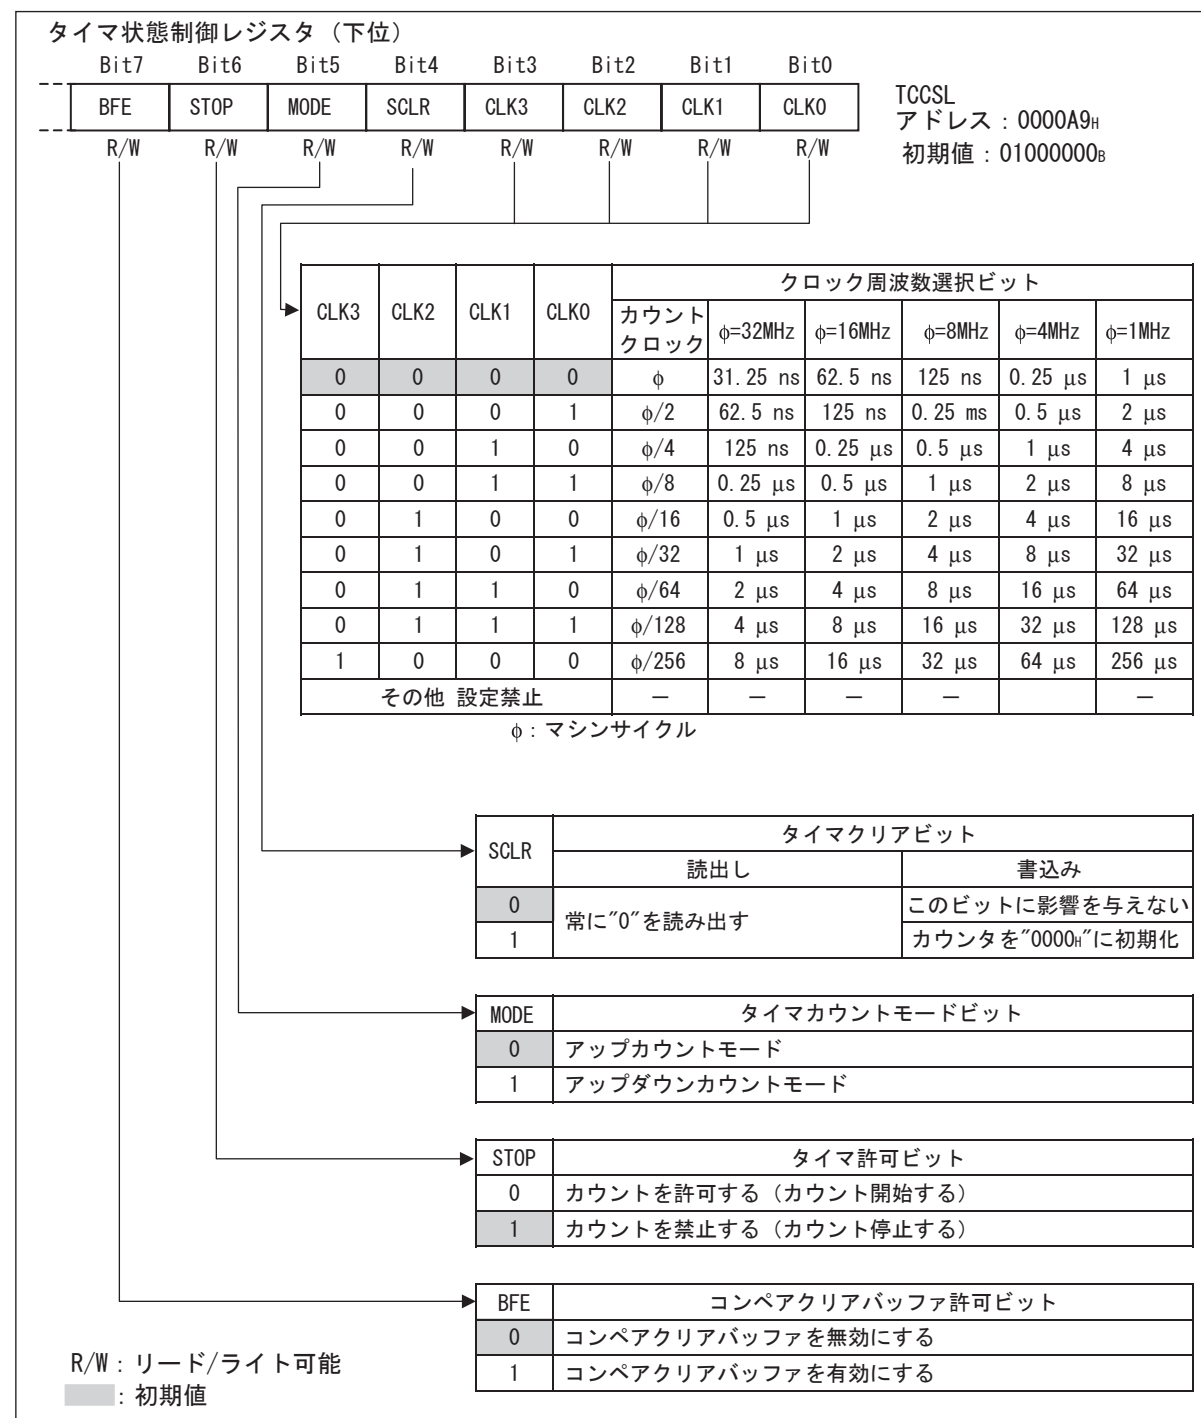 タイマ状態制御レジスタ（下位）
Bit7 Bit6 Bit5 Bit4 Bit3 Bit2 Bit1 Bit0
BFE STOP MODE SCLR CLK3 CLK2 CLK1 CLK0
R/W R/W R/W R/W R/W R/W R/W R/W
TCCSL
アドレス：0000A9H
初期値：01000000B
CLK3 CLK2 CLK1 CLK0 クロック周波数選択ビット
カウントクロック φ=32MHz φ=16MHz φ=8MHz φ=4MHz φ=1MHz
0 0 0 0 φ 31.25 ns 62.5 ns 125 ns 0.25 μs 1 μs
0 0 0 1 φ/2 62.5 ns 125 ns 0.25 ms 0.5 μs 2 μs
0 0 1 0 φ/4 125 ns 0.25 μs 0.5 μs 1 μs 4 μs
0 0 1 1 φ/8 0.25 μs 0.5 μs 1 μs 2 μs 8 μs
0 1 0 0 φ/16 0.5 μs 1 μs 2 μs 4 μs 16 μs
0 1 0 1 φ/32 1 μs 2 μs 4 μs 8 μs 32 μs
0 1 1 0 φ/64 2 μs 4 μs 8 μs 16 μs 64 μs
0 1 1 1 φ/128 4 μs 8 μs 16 μs 32 μs 128 μs
1 0 0 0 φ/256 8 μs 16 μs 32 μs 64 μs 256 μs
その他 設定禁止 － － － － －
φ：マシンサイクル
SCLR タイマクリアビット
読出し 書込み
0 常に"0"を読み出す このビットに影響を与えない
1 カウンタを"0000H"に初期化
MODE タイマカウントモードビット
0 アップカウントモード
1 アップダウンカウントモード
STOP タイマ許可ビット
0 カウントを許可する（カウント開始する）
1 カウントを禁止する（カウント停止する）
BFE コンペアクリアバッファ許可ビット
0 コンペアクリアバッファを無効にする
1 コンペアクリアバッファを有効にする
R/W：リード/ライト可能
：初期値